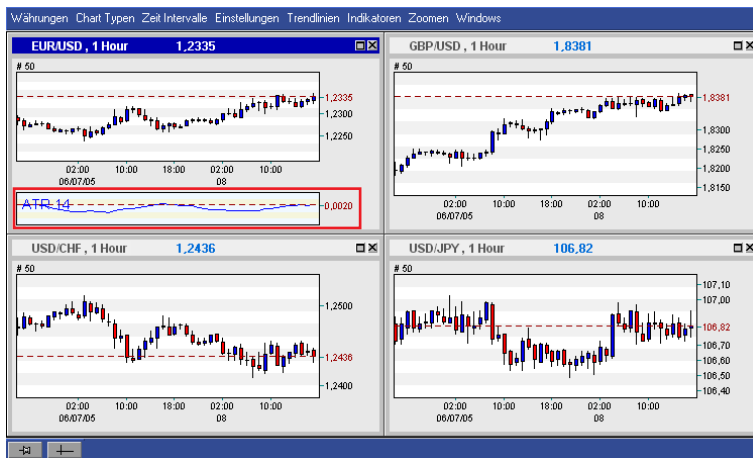 Währungen Chart Typen Zeit Intervalle Einstellungen Trendlinien Indikatoren Zoomen Windows
EUR/USD , 1 Hour 1,2335
# 50
1,2335
1,2300
1,2250
02:00 10:00 18:00 02:00 10:00
06/07/05 08
ATR 14
0,0020
GBP/USD , 1 Hour 1,8381
# 50
1,8381
1,8300
1,8250
1,8200
1,8150
02:00 10:00 18:00 02:00 10:00
06/07/05 08
USD/CHF , 1 Hour 1,2436
# 50
1,2500
1,2436
1,2400
02:00 10:00 18:00 02:00 10:00
06/07/05 08
USD/JPY , 1 Hour 106,82
# 50
107,10
107,00
106,82
106,70
106,60
106,50
106,40
02:00 10:00 18:00 02:00 10:00
06/07/05 08